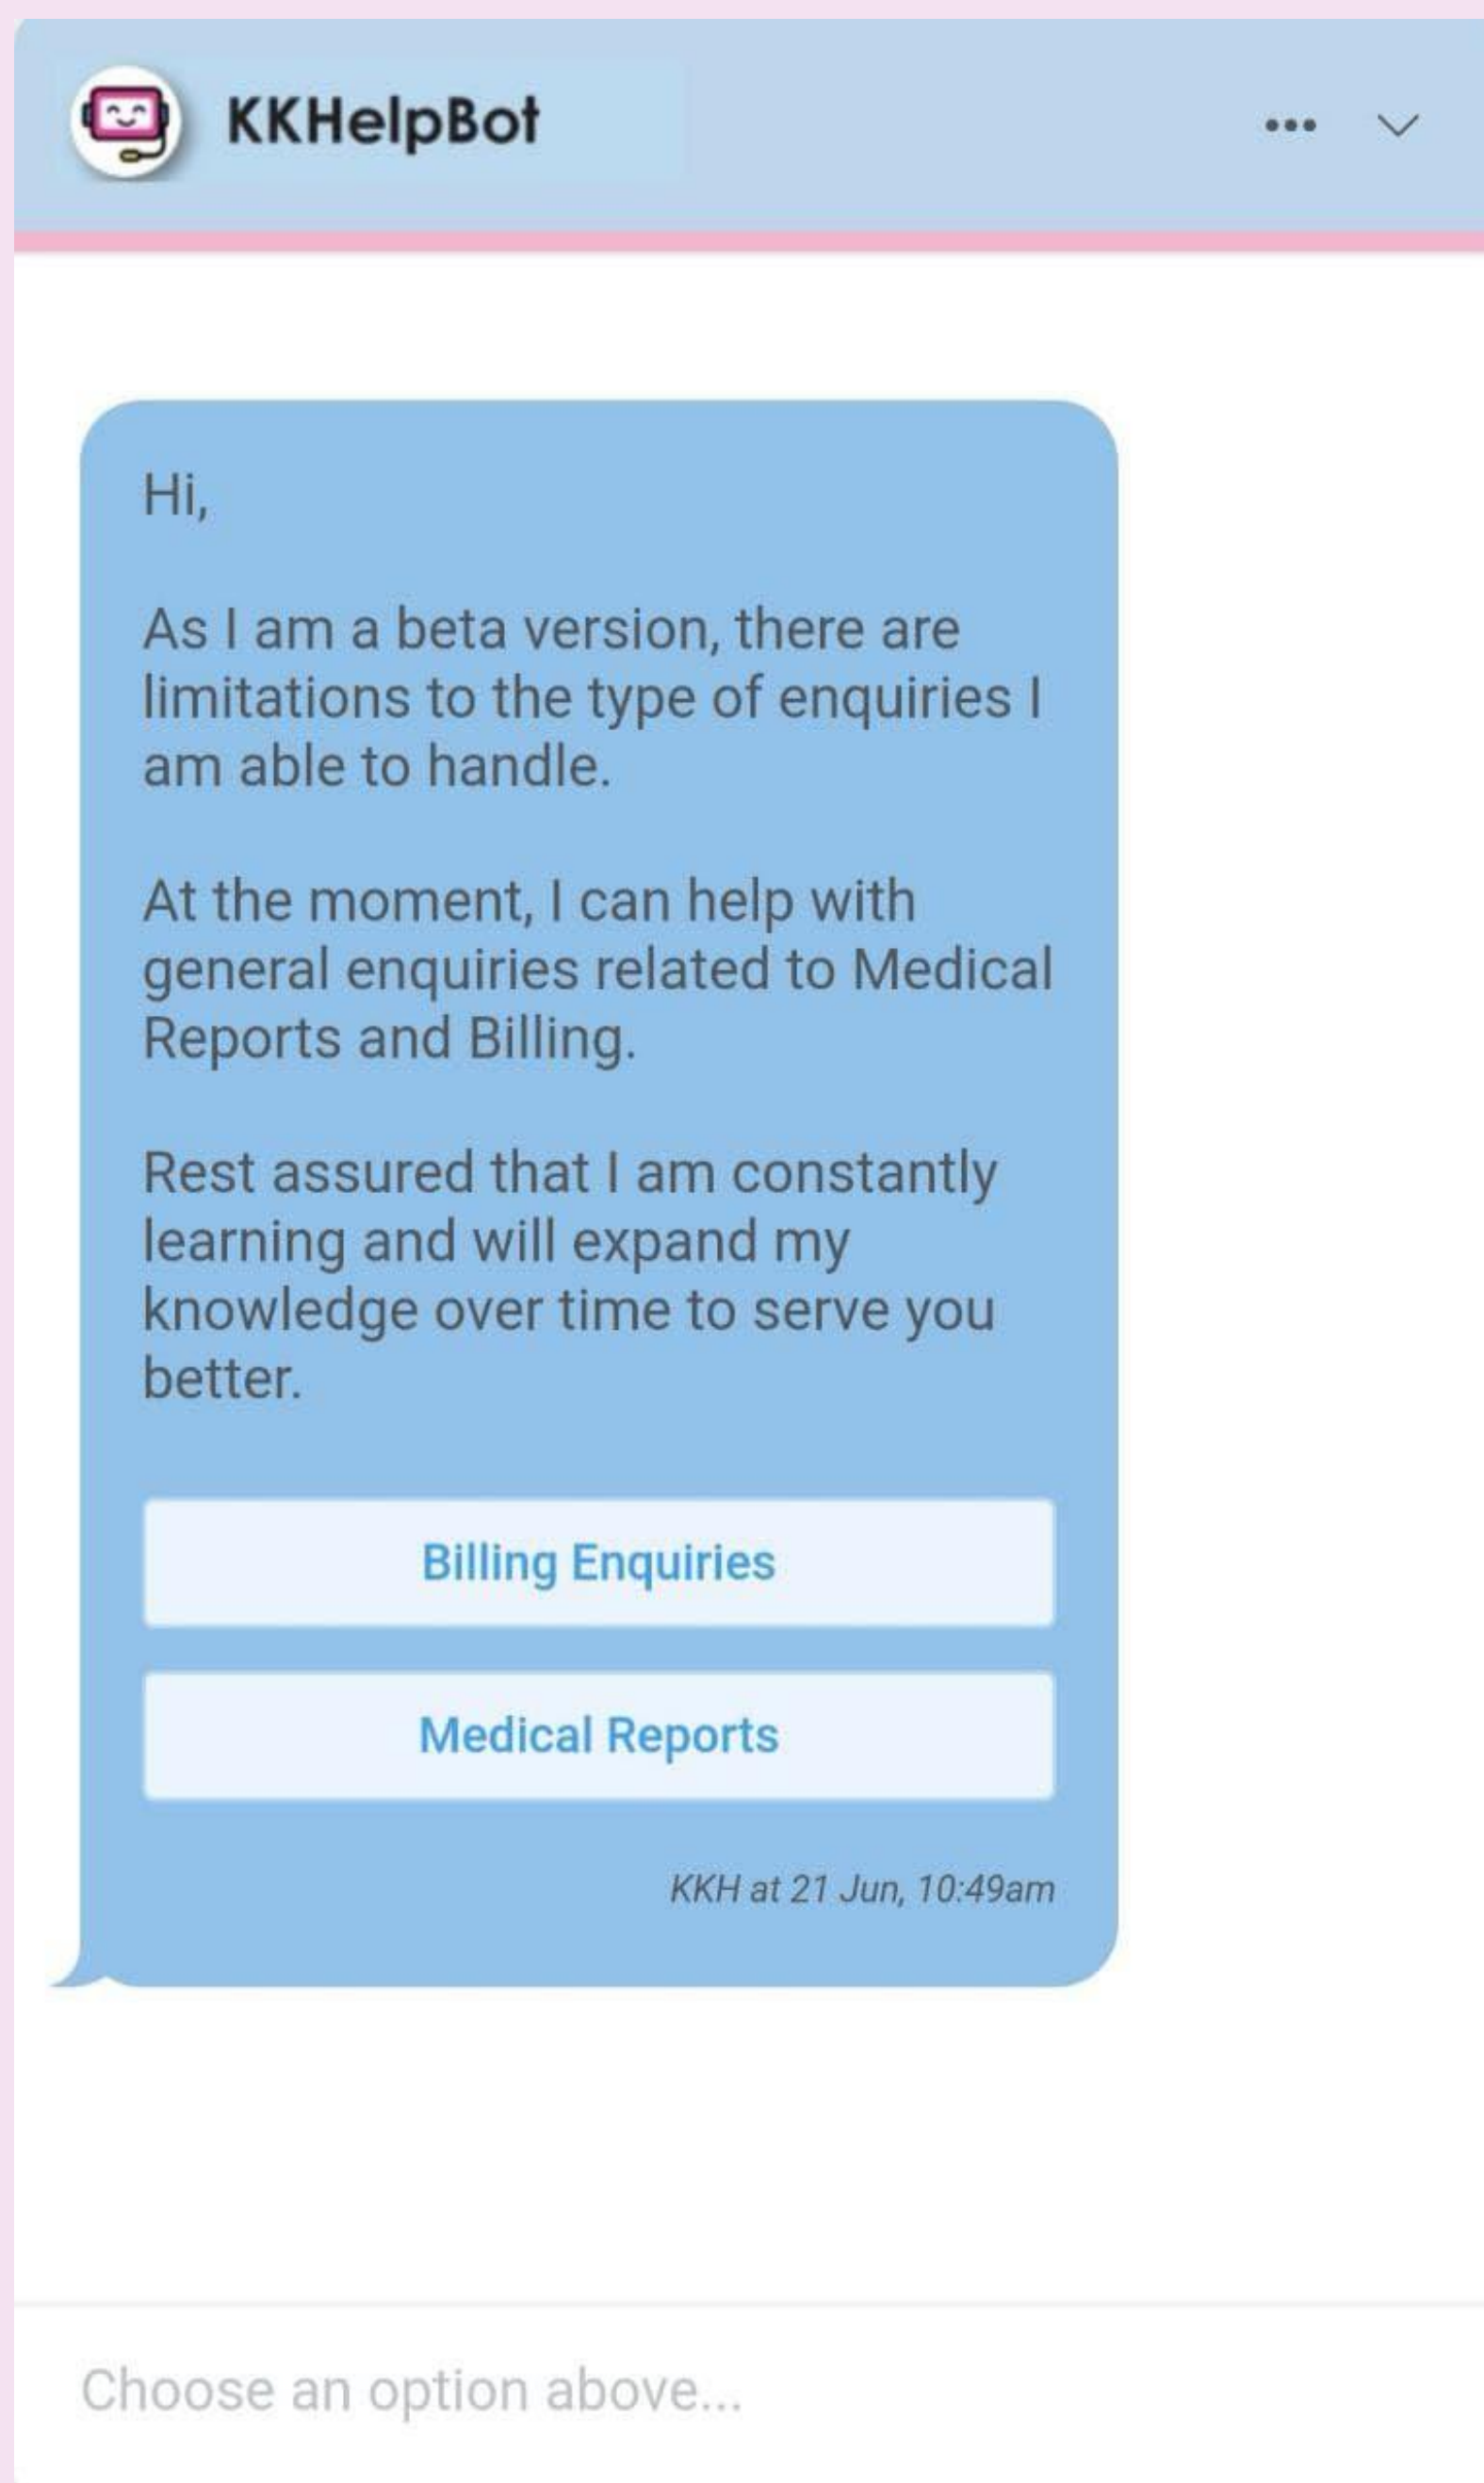 KKHelpBot
Hi,
As I am a beta version, there are
limitations to the type of enquiries I
am able to handle.
At the moment, I can help with
general enquiries related to Medical
Reports and Billing.
Rest assured that I am constantly
learning and will expand my
knowledge over time to serve you
better.
Billing Enquiries
Medical Reports
KKH at 21 Jun, 10:49am
Choose an option above...